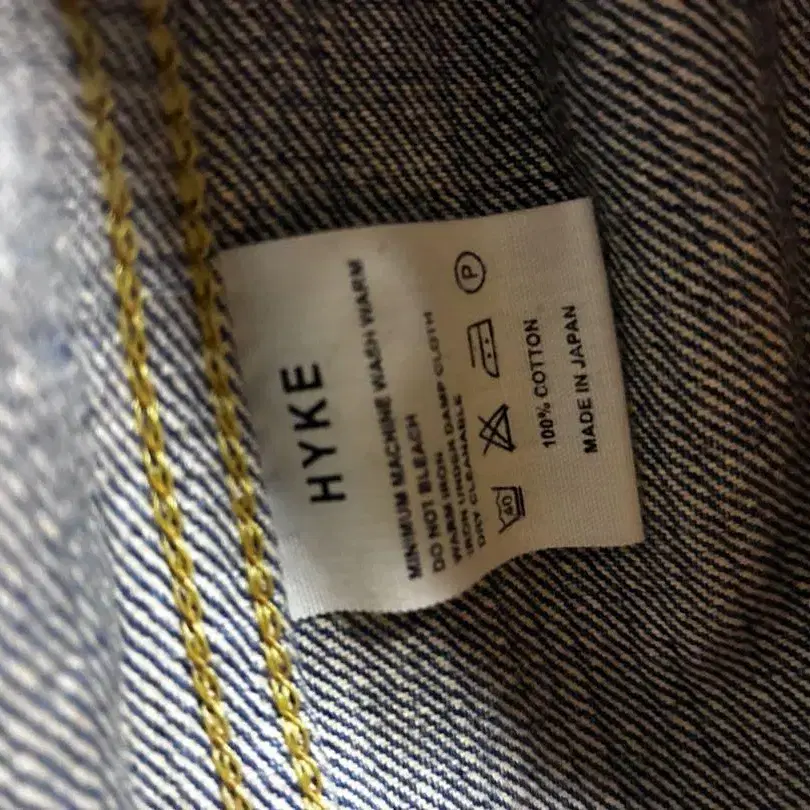 HYKE
MINIMUM MACHINE WASH WARM
DO NOT BLEACH
WARM IRON
IRON UNDER DAMP CLOTH
DRY CLEANABLE
40 P
100% COTTON
MADE IN JAPAN